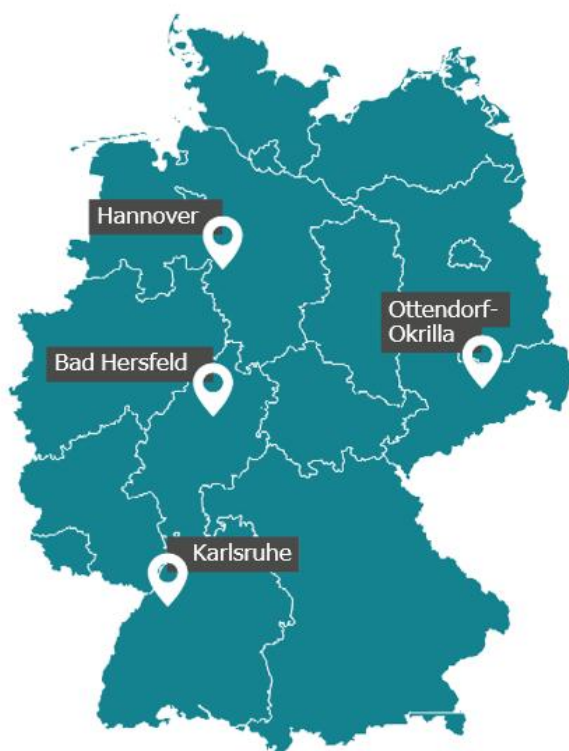 Hannover
Ottendorf-
Okrilla
Bad Hersfeld
Karlsruhe